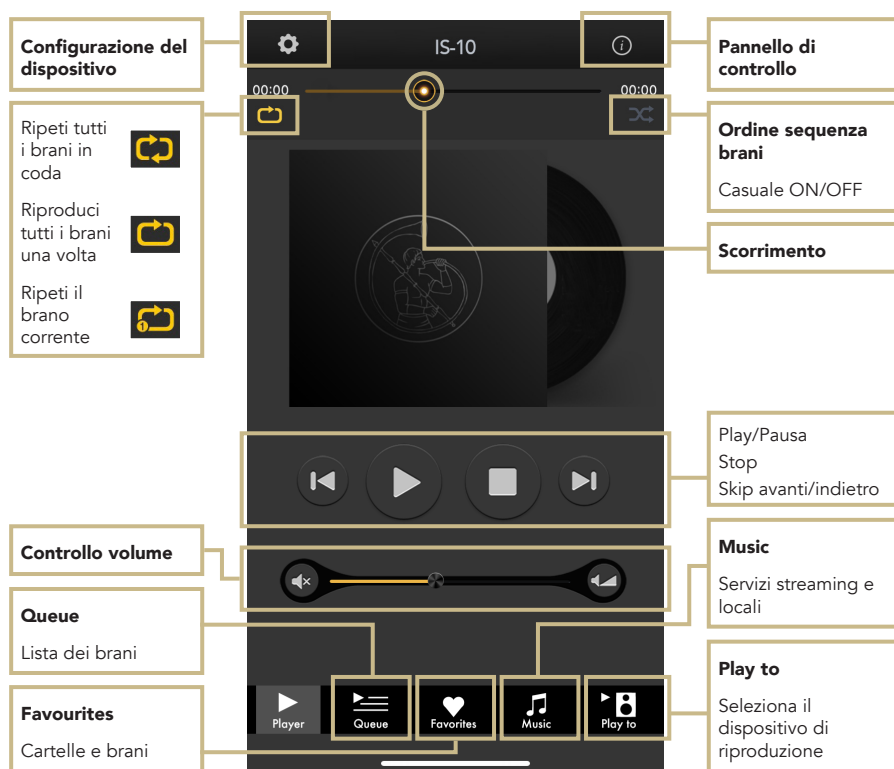 Configurazione del
dispositivo
IS-10
Pannello di
controllo
00:00
00:00
Ripeti tutti
i brani in
coda
Riproduci
tutti i brani
una volta
Ripeti il
brano
corrente
1
Ordine sequenza
brani
Casuale ON/OFF
Scorrimento
Play/Pausa
Stop
Skip avanti/indietro
Controllo volume
Music
Servizi streaming e
locali
Queue
Lista dei brani
Play to
Seleziona il
dispositivo di
riproduzione
Favourites
Cartelle e brani
Player
Queue
Favorites
Music
Play to